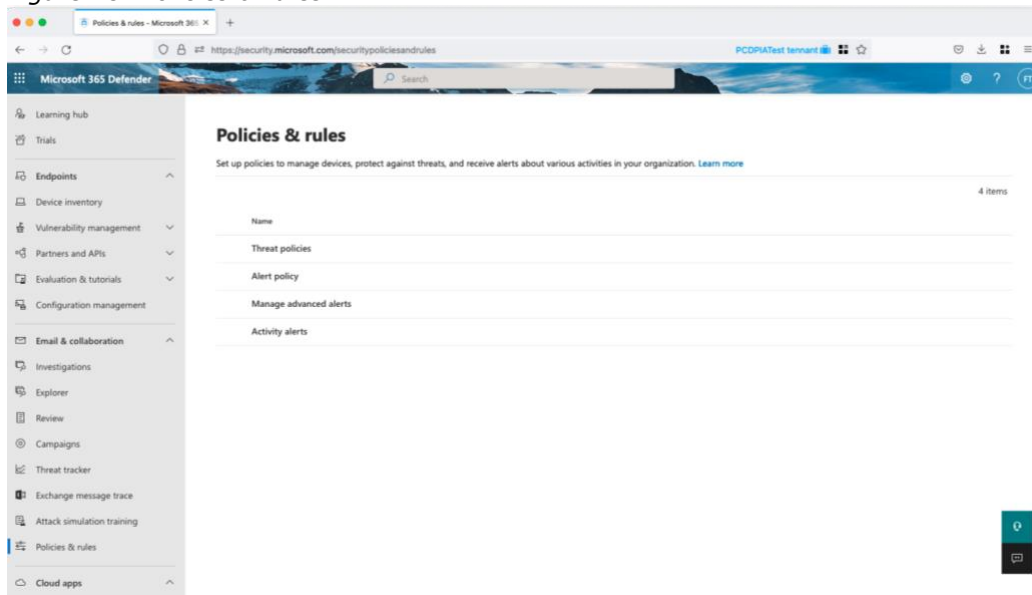 Policies & rules - Microsoft 365
https://security.microsoft.com/securitypoliciesandrules
PCDPIATest tennant
Microsoft 365 Defender
Search
Learning hub
Trials
Endpoints
Device inventory
Vulnerability management
Partners and APIs
Evaluation & tutorials
Configuration management
Email & collaboration
Investigations
Explorer
Review
Campaigns
Threat tracker
Exchange message trace
Attack simulation training
Policies & rules
Cloud apps
Policies & rules
Set up policies to manage devices, protect against threats, and receive alerts about various activities in your organization. Learn more
4 items
Name
Threat policies
Alert policy
Manage advanced alerts
Activity alerts